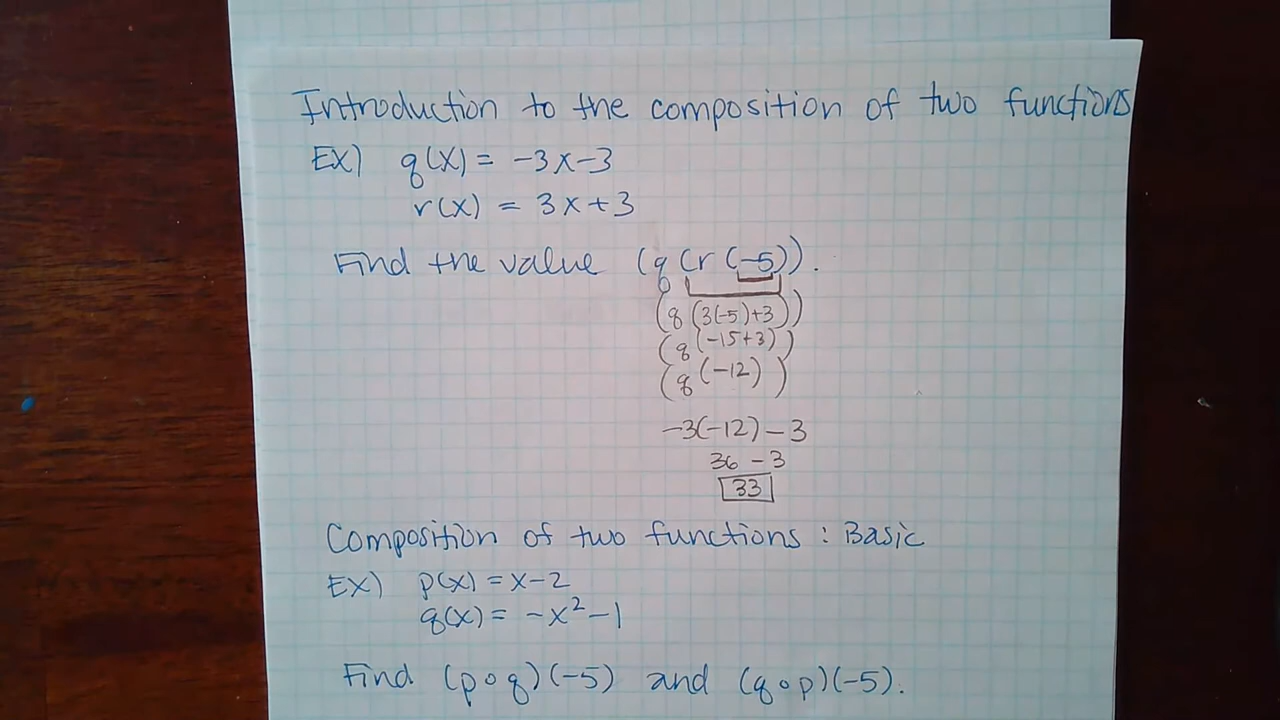 Introduction to the composition of two functions
EX) q(x) = -3x-3
r(x) = 3x+3
Find the value (q(r(-5)).
(q(3(-5)+3))
(q(-15+3))
(q(-12))
-3(-12)-3
36-3
33
Composition of two functions: Basic
EX) p(x)=x-2
q(x)= -x²-1
Find (p∘q)(-5) and (q∘p)(-5).